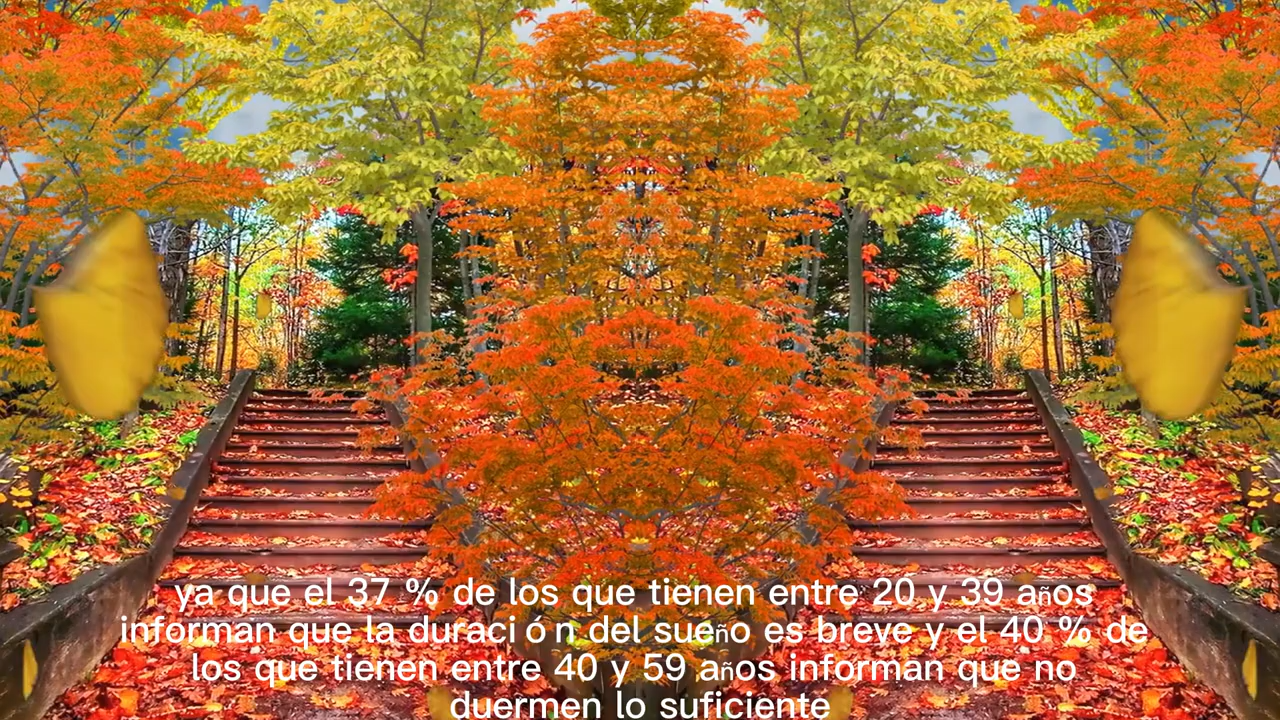 ya que el 37 % de los que tienen entre 20 y 39 años
informan que la duraci ó n del sueño es breve y el 40 % de
los que tienen entre 40 y 59 años informan que no
duermen lo suficiente